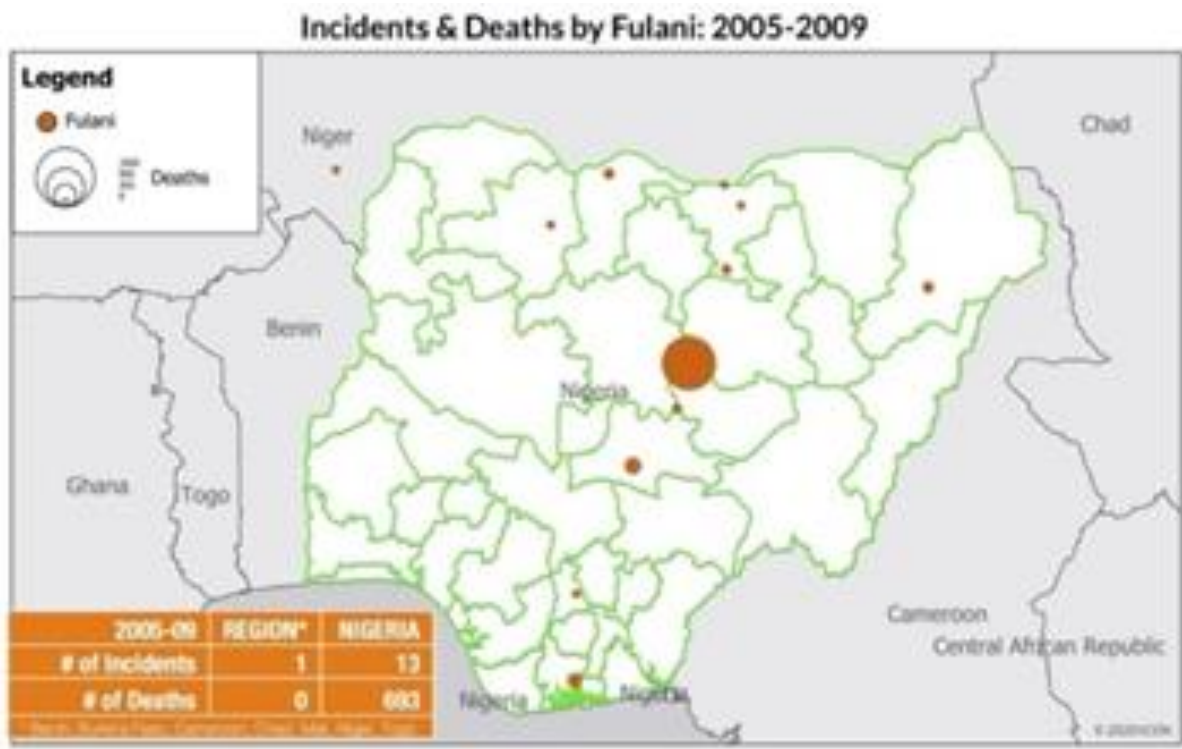 Incidents & Deaths by Fulani: 2005-2009
Legend
Fulani
Deaths
Niger
Chad
Benin
Nigeria
Ghana
Togo
Cameroon
Central African Republic
Nigeria
Nigeria
2005-09 REGION* NIGERIA
# of Incidents 1 13
# of Deaths 0 693